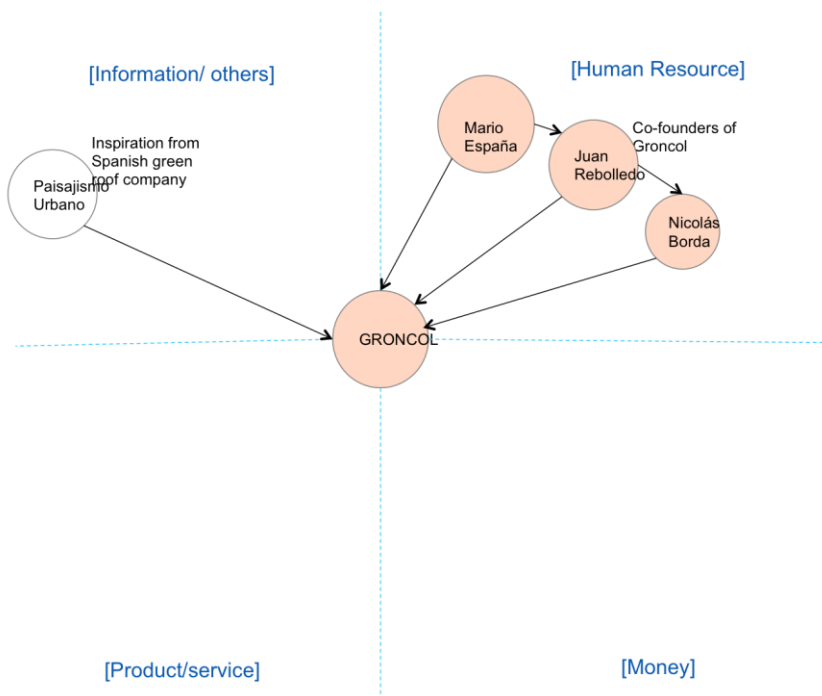 [Information/ others]
[Human Resource]
Inspiration from
Spanish green
roof company
Paisajismo
Urbano
Mario
España
Co-founders of
Groncol
Juan
Rebolledo
Nicolás
Borda
GRONCOL
[Product/service]
[Money]